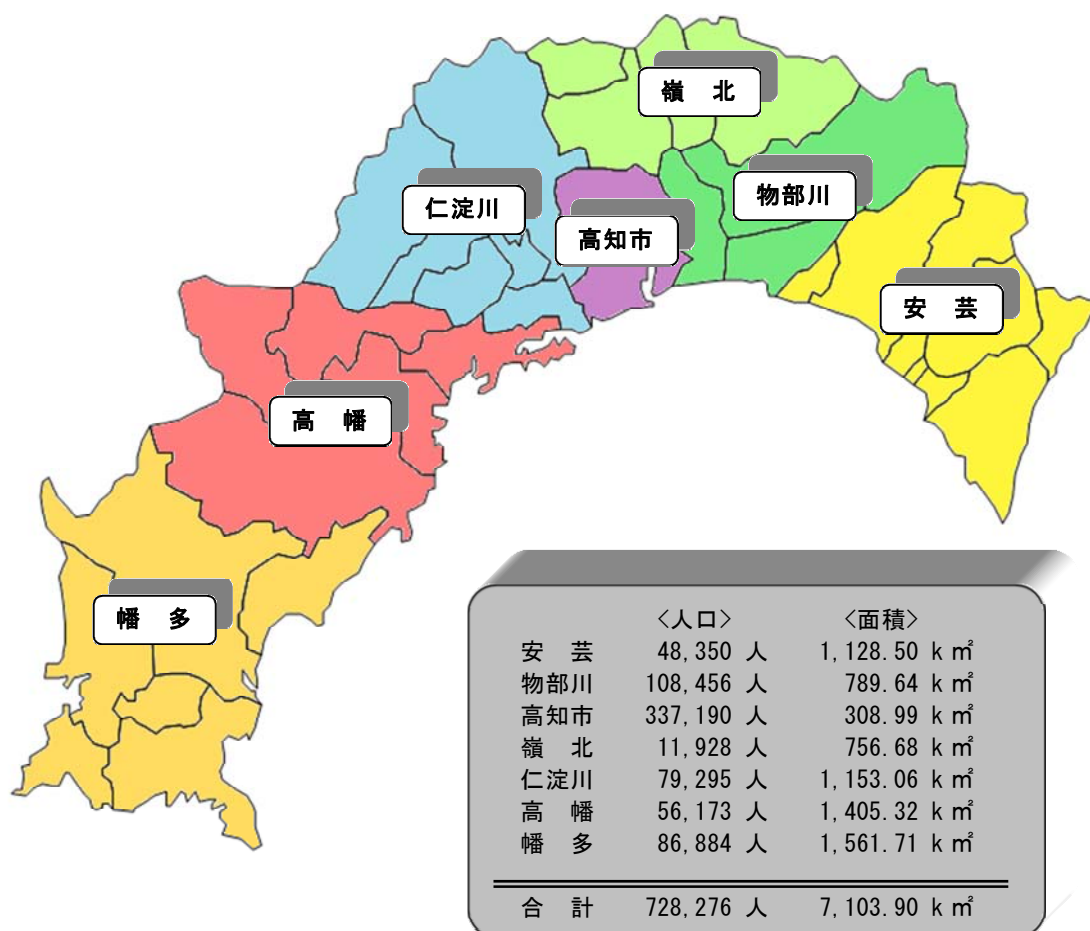 嶺 北
物部川
仁淀川
高知市
安 芸
高 幡
幡 多
<人口> <面積>
安 芸 48,350 人 1,128.50 k㎡
物部川 108,456 人 789.64 k㎡
高知市 337,190 人 308.99 k㎡
嶺 北 11,928 人 756.68 k㎡
仁淀川 79,295 人 1,153.06 k㎡
高 幡 56,173 人 1,405.32 k㎡
幡 多 86,884 人 1,561.71 k㎡
合 計 728,276 人 7,103.90 k㎡